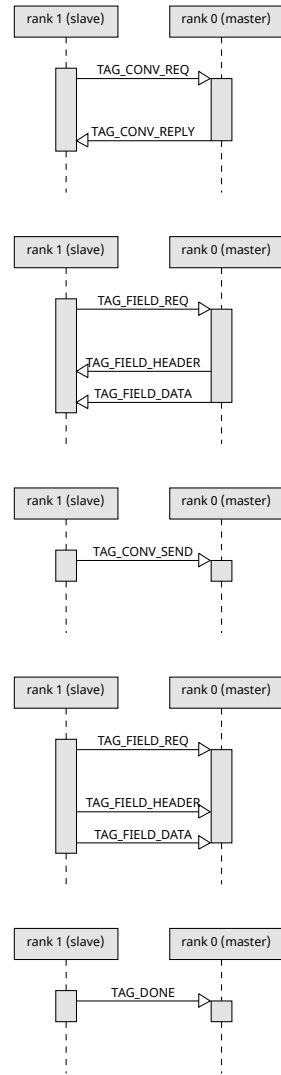 rank 1 (slave) rank 0 (master)
TAG_CONV_REQ
TAG_CONV_REPLY
rank 1 (slave) rank 0 (master)
TAG_FIELD_REQ
TAG_FIELD_HEADER
TAG_FIELD_DATA
rank 1 (slave) rank 0 (master)
TAG_CONV_SEND
rank 1 (slave) rank 0 (master)
TAG_FIELD_REQ
TAG_FIELD_HEADER
TAG_FIELD_DATA
rank 1 (slave) rank 0 (master)
TAG_DONE